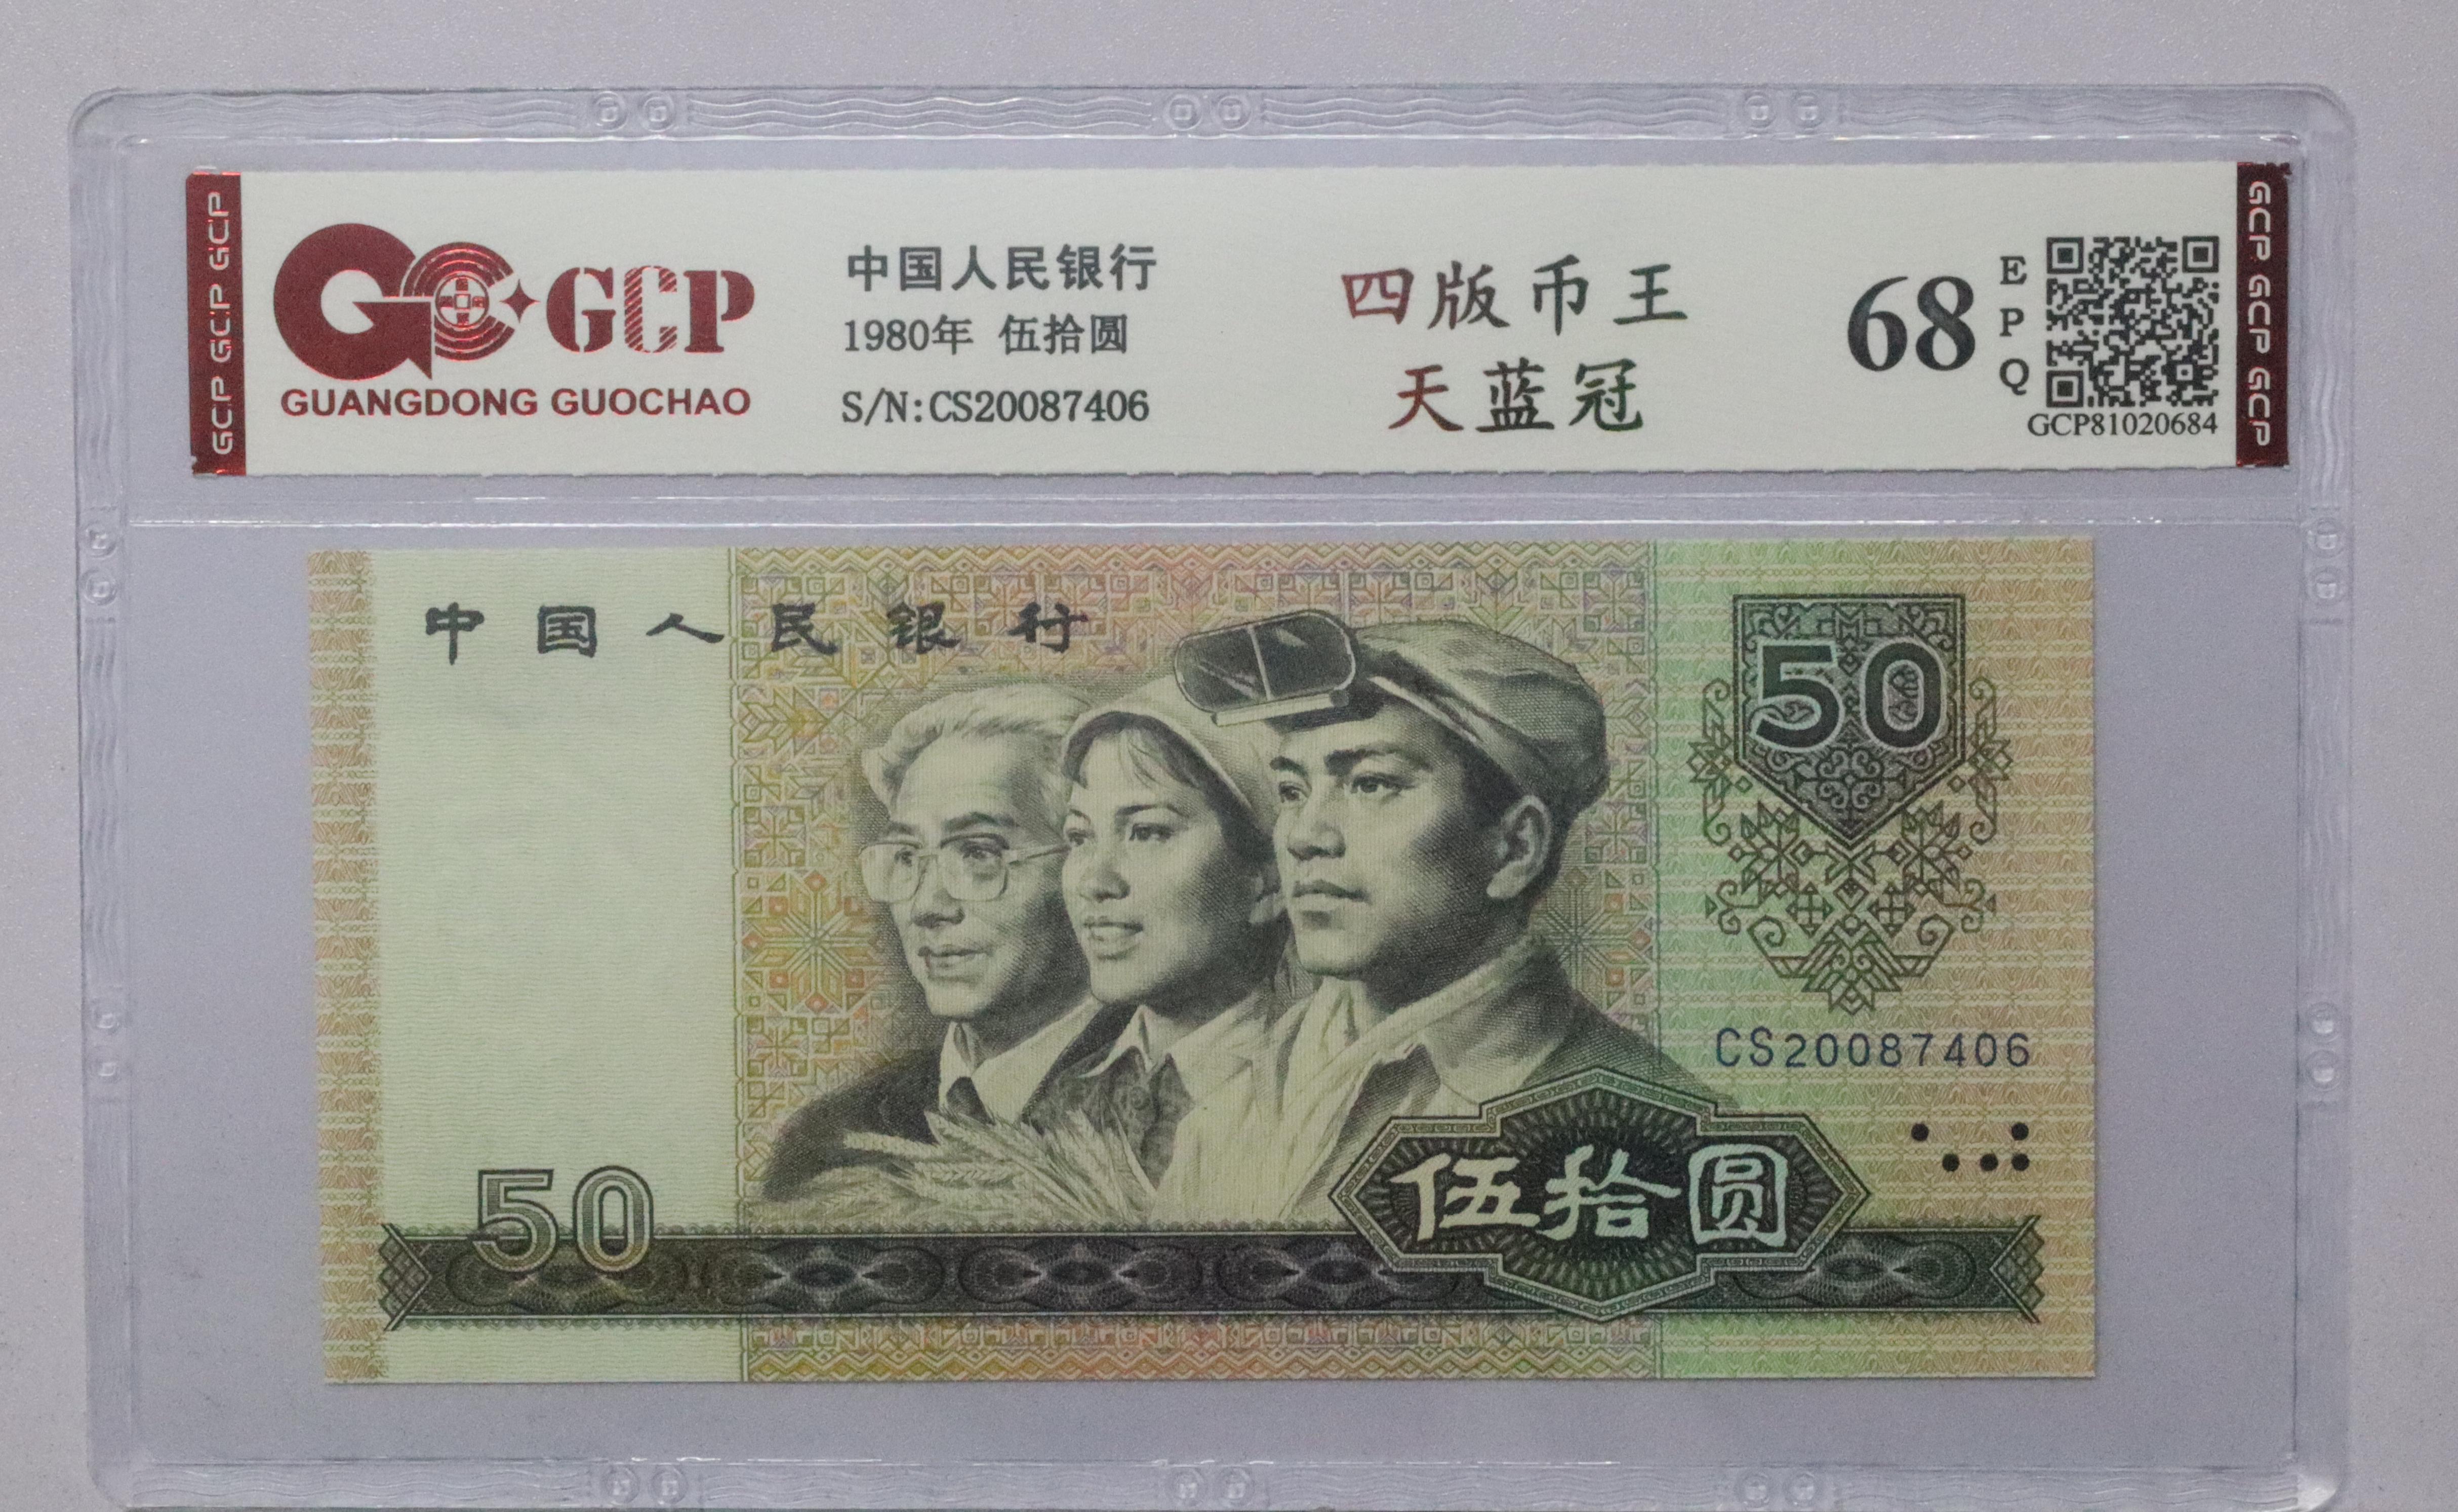 GCP GCP GCP
GCP
GUANGDONG GUOCHAO
中国人民银行
1980年 伍拾圆
S/N:CS20087406
四版币王
天蓝冠
68
EPQ
GCP81020684
GCP GCP GCP
中国人民银行
50
CS20087406
50
伍拾圆